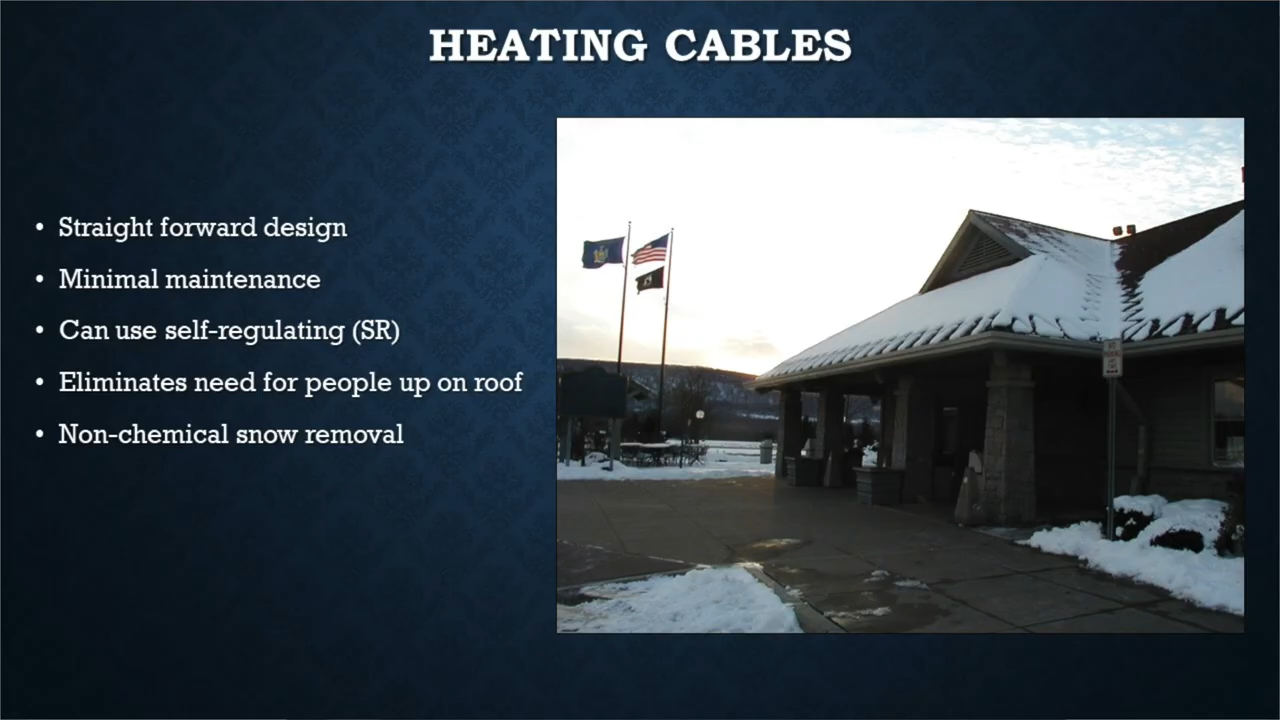 HEATING CABLES
• Straight forward design
• Minimal maintenance
• Can use self-regulating (SR)
• Eliminates need for people up on roof
• Non-chemical snow removal